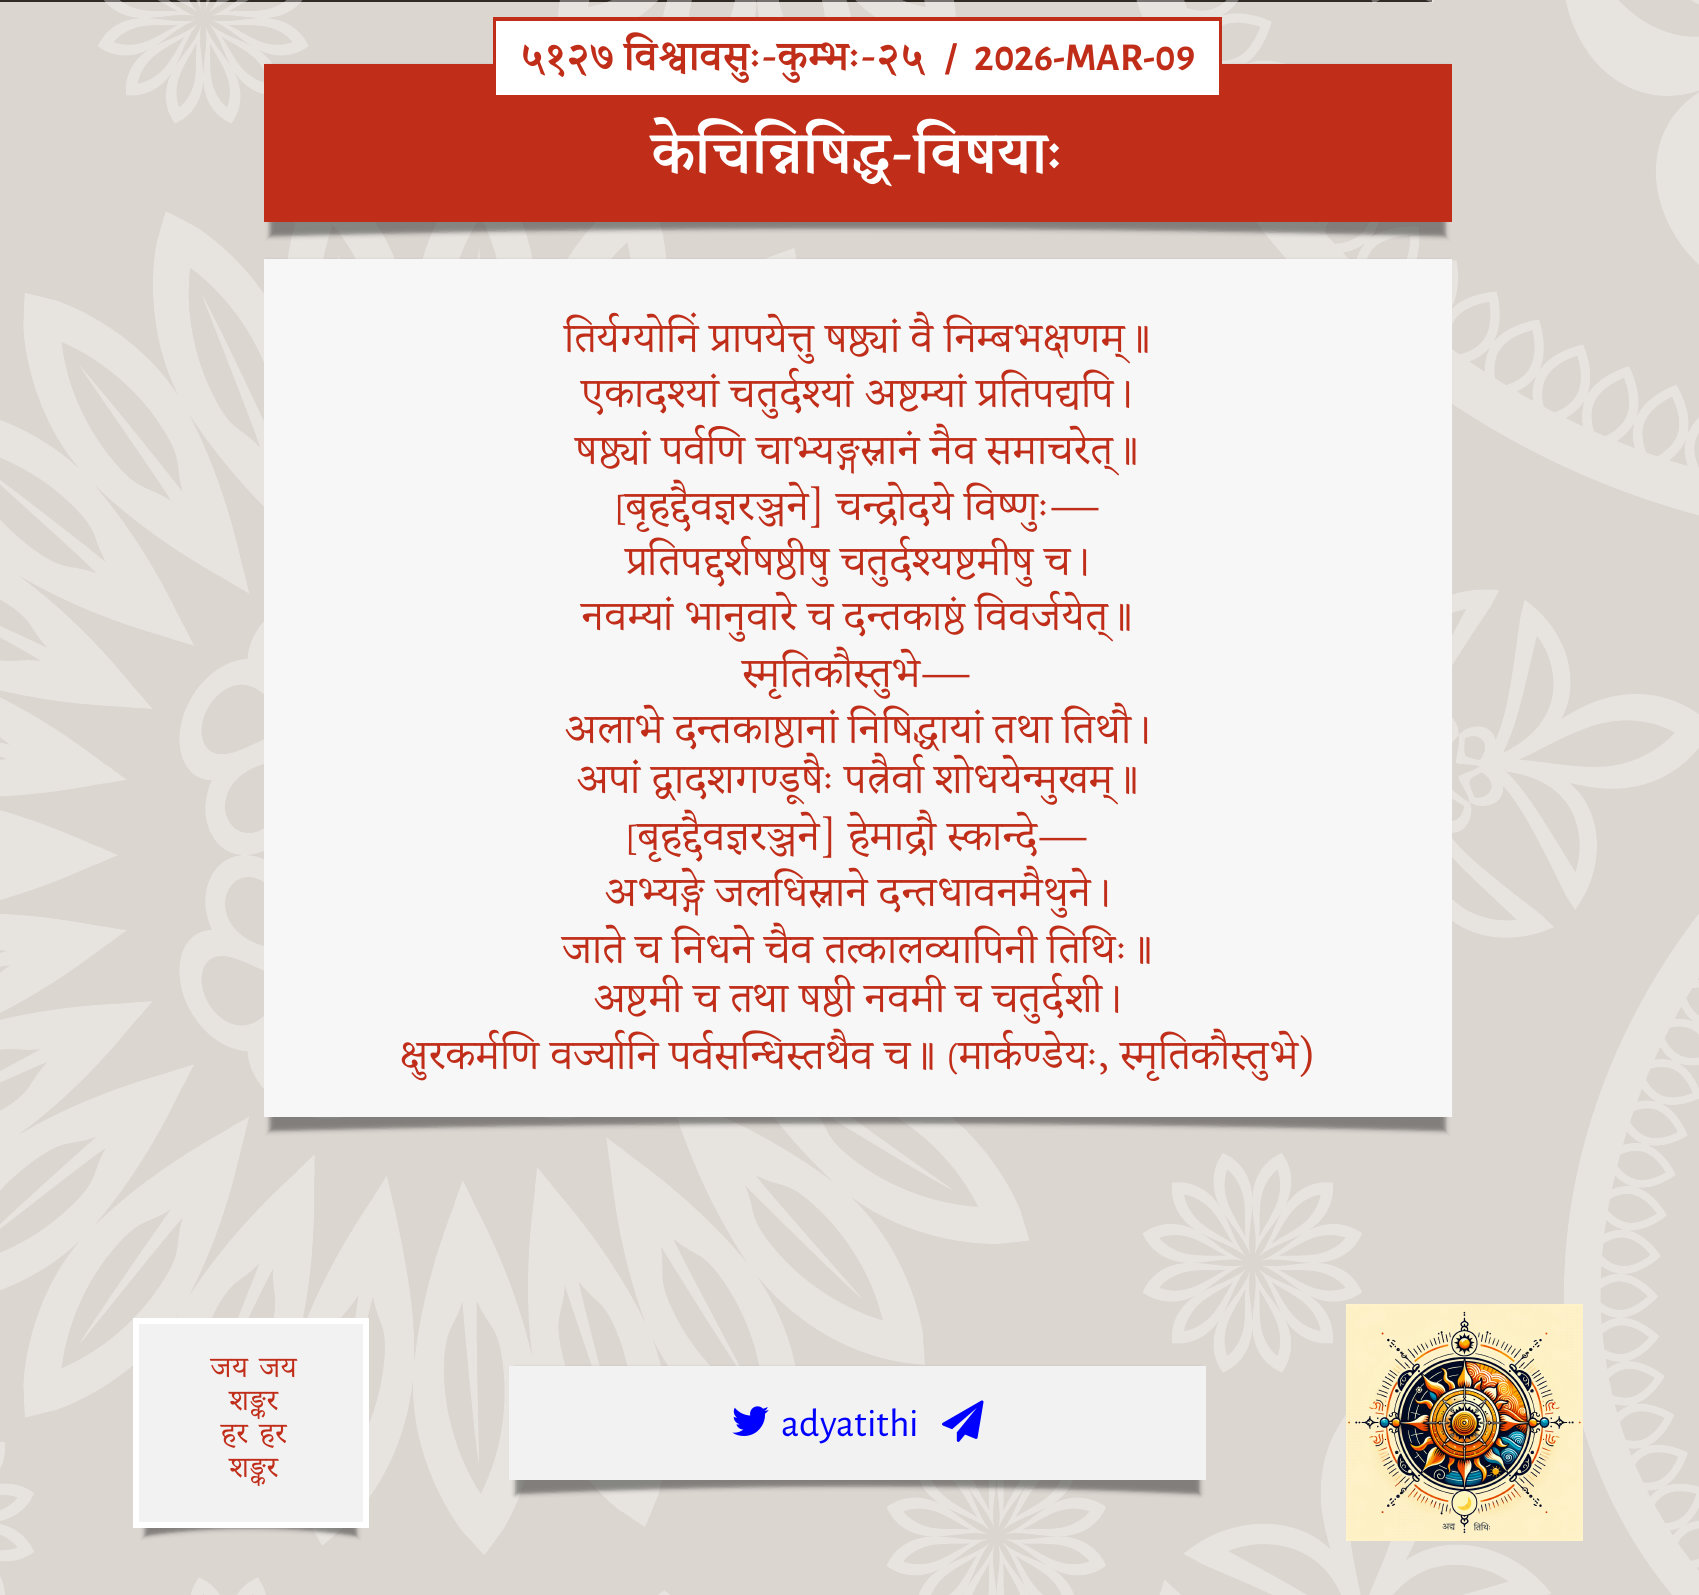 ५१२७ विश्वावसुः-कुम्भः-२५ / 2026-MAR-09
केचिन्निषिद्ध-विषयाः
तिर्यग्योनिं प्रापयेत्तु षष्ठ्यां वै निम्बभक्षणम्॥
एकादश्यां चतुर्दश्यां अष्टम्यां प्रतिपद्यपि।
षष्ठ्यां पर्वणि चाभ्यङ्गस्नानं नैव समाचरेत्॥
[बृहद्दैवज्ञरञ्जने] चन्द्रोदये विष्णुः—
प्रतिपद्दर्शषष्ठीषु चतुर्दश्यष्टमीषु च।
नवम्यां भानुवारे च दन्तकाष्ठं विवर्जयेत्॥
स्मृतिकौस्तुभे—
अलाभे दन्तकाष्ठानां निषिद्धायां तथा तिथौ।
अपां द्वादशगण्डूषैः पत्रैर्वा शोधयेन्मुखम्॥
[बृहद्दैवज्ञरञ्जने] हेमाद्रौ स्कान्दे—
अभ्यङ्गे जलधिस्नाने दन्तधावनमैथुने।
जाते च निधने चैव तत्कालव्यापिनी तिथिः॥
अष्टमी च तथा षष्ठी नवमी च चतुर्दशी।
क्षुरकर्मणि वर्ज्यानि पर्वसन्धिस्तथैव च॥ (मार्कण्डेयः, स्मृतिकौस्तुभे)
जय जय
शङ्कर
हर हर
शङ्कर
adyatithi
अद्य तिथिः